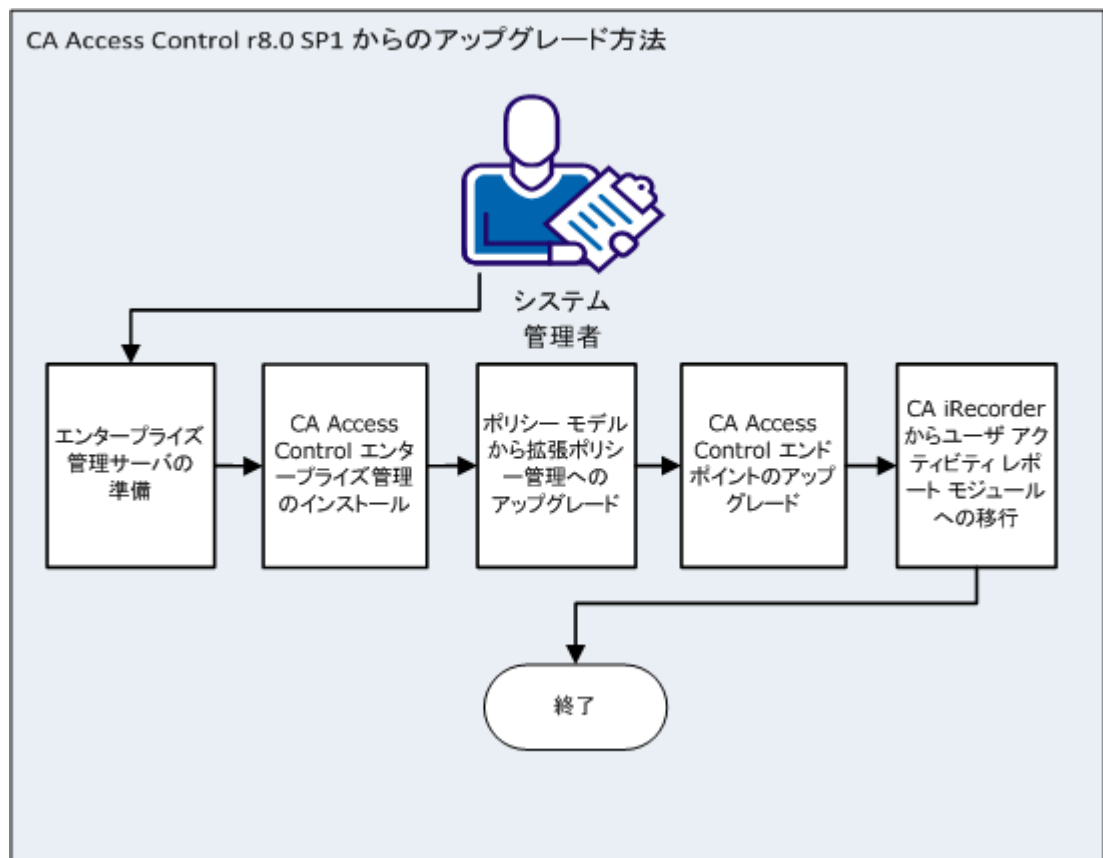 CA Access Control r8.0 SP1 からのアップグレード方法
システム
管理者
エンタープライズ
管理サーバの
準備
CA Access
Control エンタ
ープライズ管理
のインストール
ポリシー モデル
から拡張ポリシ
ー管理への
アップグレード
CA Access
Control エンド
ポイントのアップ
グレード
CA iRecorder
からユーザ アク
ティビティ レポ
ート モジュール
への移行
終了